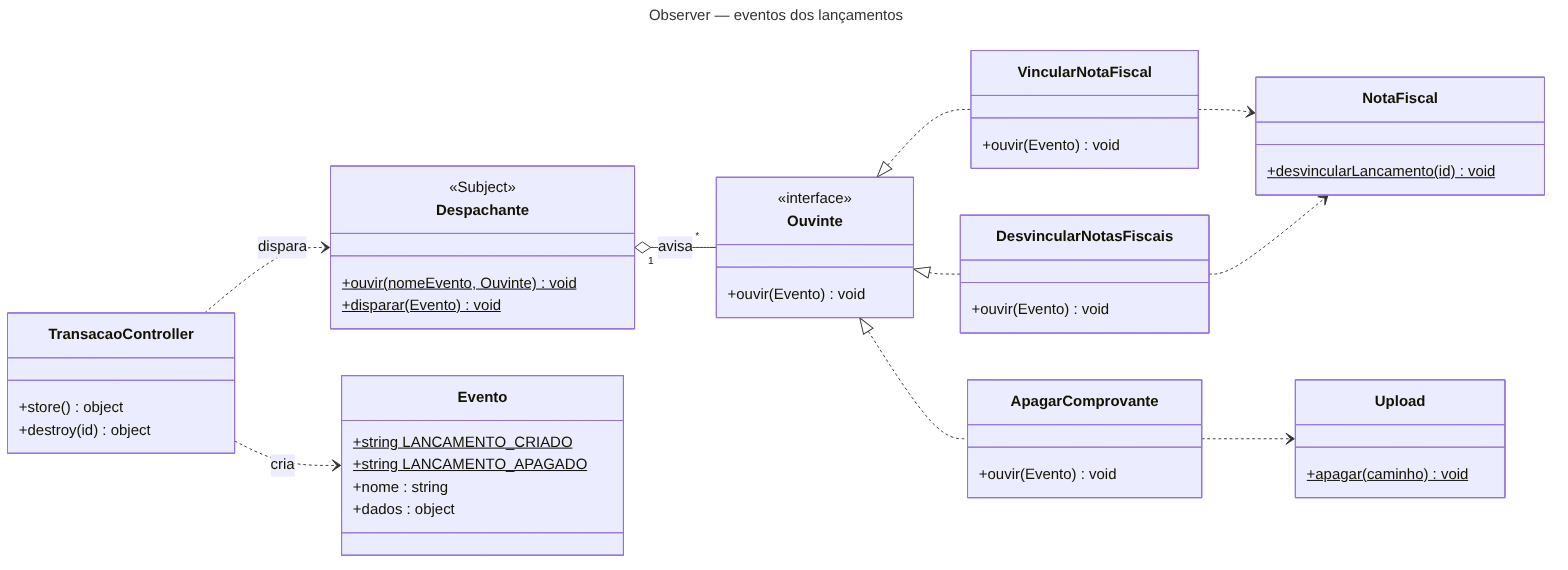 Observer — eventos dos lançamentos
TransacaoController
+store() : object
+destroy(id) : object
dispara
cria
«Subject»
Despachante
+ouvir(nomeEvento, Ouvinte) : void
+disparar(Evento) : void
Evento
+string LANCAMENTO_CRIADO
+string LANCAMENTO_APAGADO
+nome : string
+dados : object
1
avisa
*
«interface»
Ouvinte
+ouvir(Evento) : void
VincularNotaFiscal
+ouvir(Evento) : void
DesvincularNotasFiscais
+ouvir(Evento) : void
ApagarComprovante
+ouvir(Evento) : void
NotaFiscal
+desvincularLancamento(id) : void
Upload
+apagar(caminho) : void